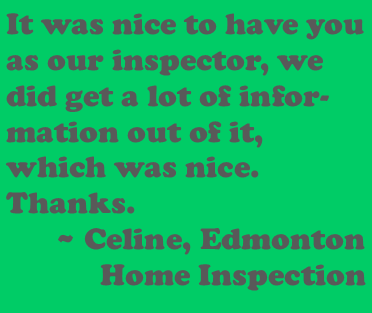 It was nice to have you
as our inspector, we
did get a lot of infor-
mation out of it,
which was nice.
Thanks.
~ Celine, Edmonton
Home Inspection